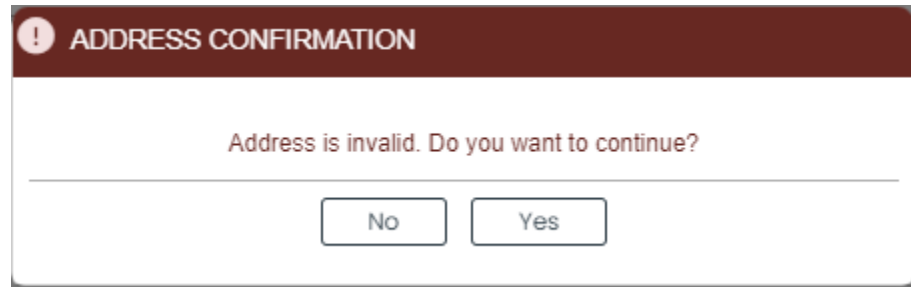 !
ADDRESS CONFIRMATION
Address is invalid. Do you want to continue?
No
Yes